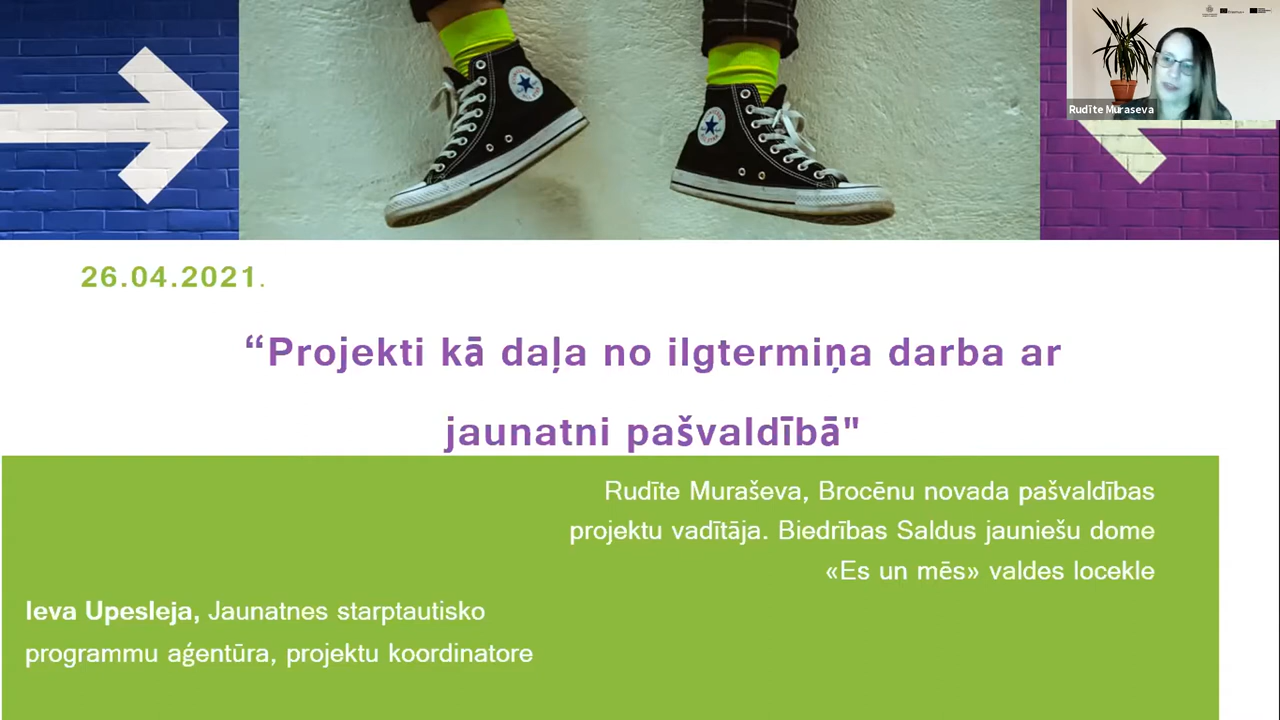 Rudīte Muraseva
26.04.2021.
“Projekti kā daļa no ilgtermiņa darba ar
jaunatni pašvaldībā"
Rudīte Muraševa, Brocēnu novada pašvaldības
projektu vadītāja. Biedrības Saldus jauniešu dome
«Es un mēs» valdes locekle
Ieva Upesleja, Jaunatnes starptautisko
programmu aģentūra, projektu koordinatore